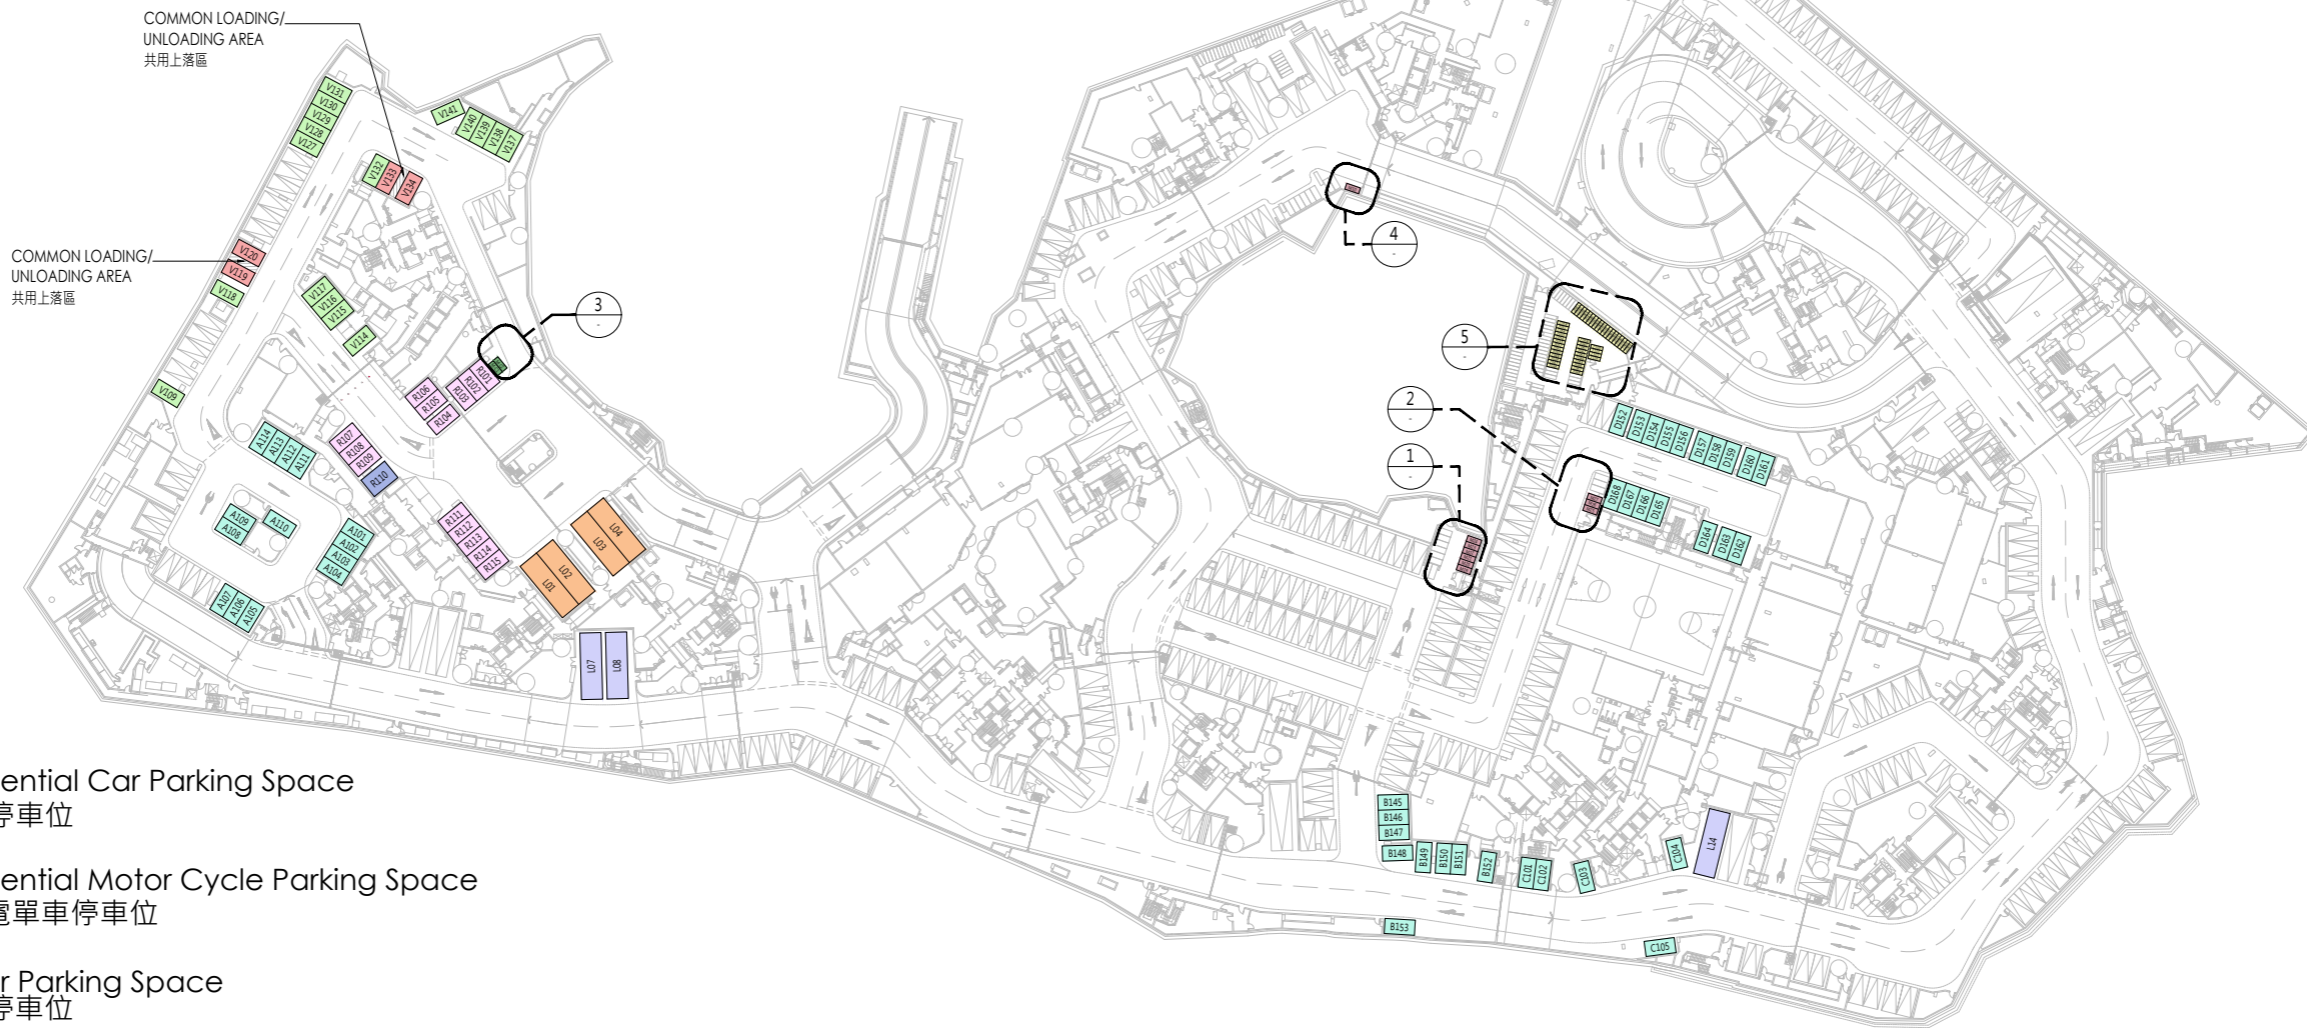 COMMON LOADING/
UNLOADING AREA
共用上落區
COMMON LOADING/
UNLOADING AREA
共用上落區
V131
V130
V129
V128
V127
V141
V140
V139
V138
V137
V132
V133
V134
V120
V119
V118
V117
V116
V115
V114
V109
3
-
4
-
5
-
2
-
1
-
R101
R102
R103
R104
R106
R105
R107
R108
R109
R110
R111
R112
R113
R114
R115
A114
A113
A112
A111
A109
A108
A110
A101
A102
A103
A104
A107
A106
A105
L04
L03
L02
L01
L07
L08
D152
D153
D154
D155
D156
D157
D158
D159
D160
D161
D168
D167
D166
D165
D164
D163
D162
B145
B146
B147
B148
B149
B150
B151
B152
C101
C102
C103
C104
L14
B153
C105
ential Car Parking Space
停車位
ential Motor Cycle Parking Space
電單車停車位
r Parking Space
停車位